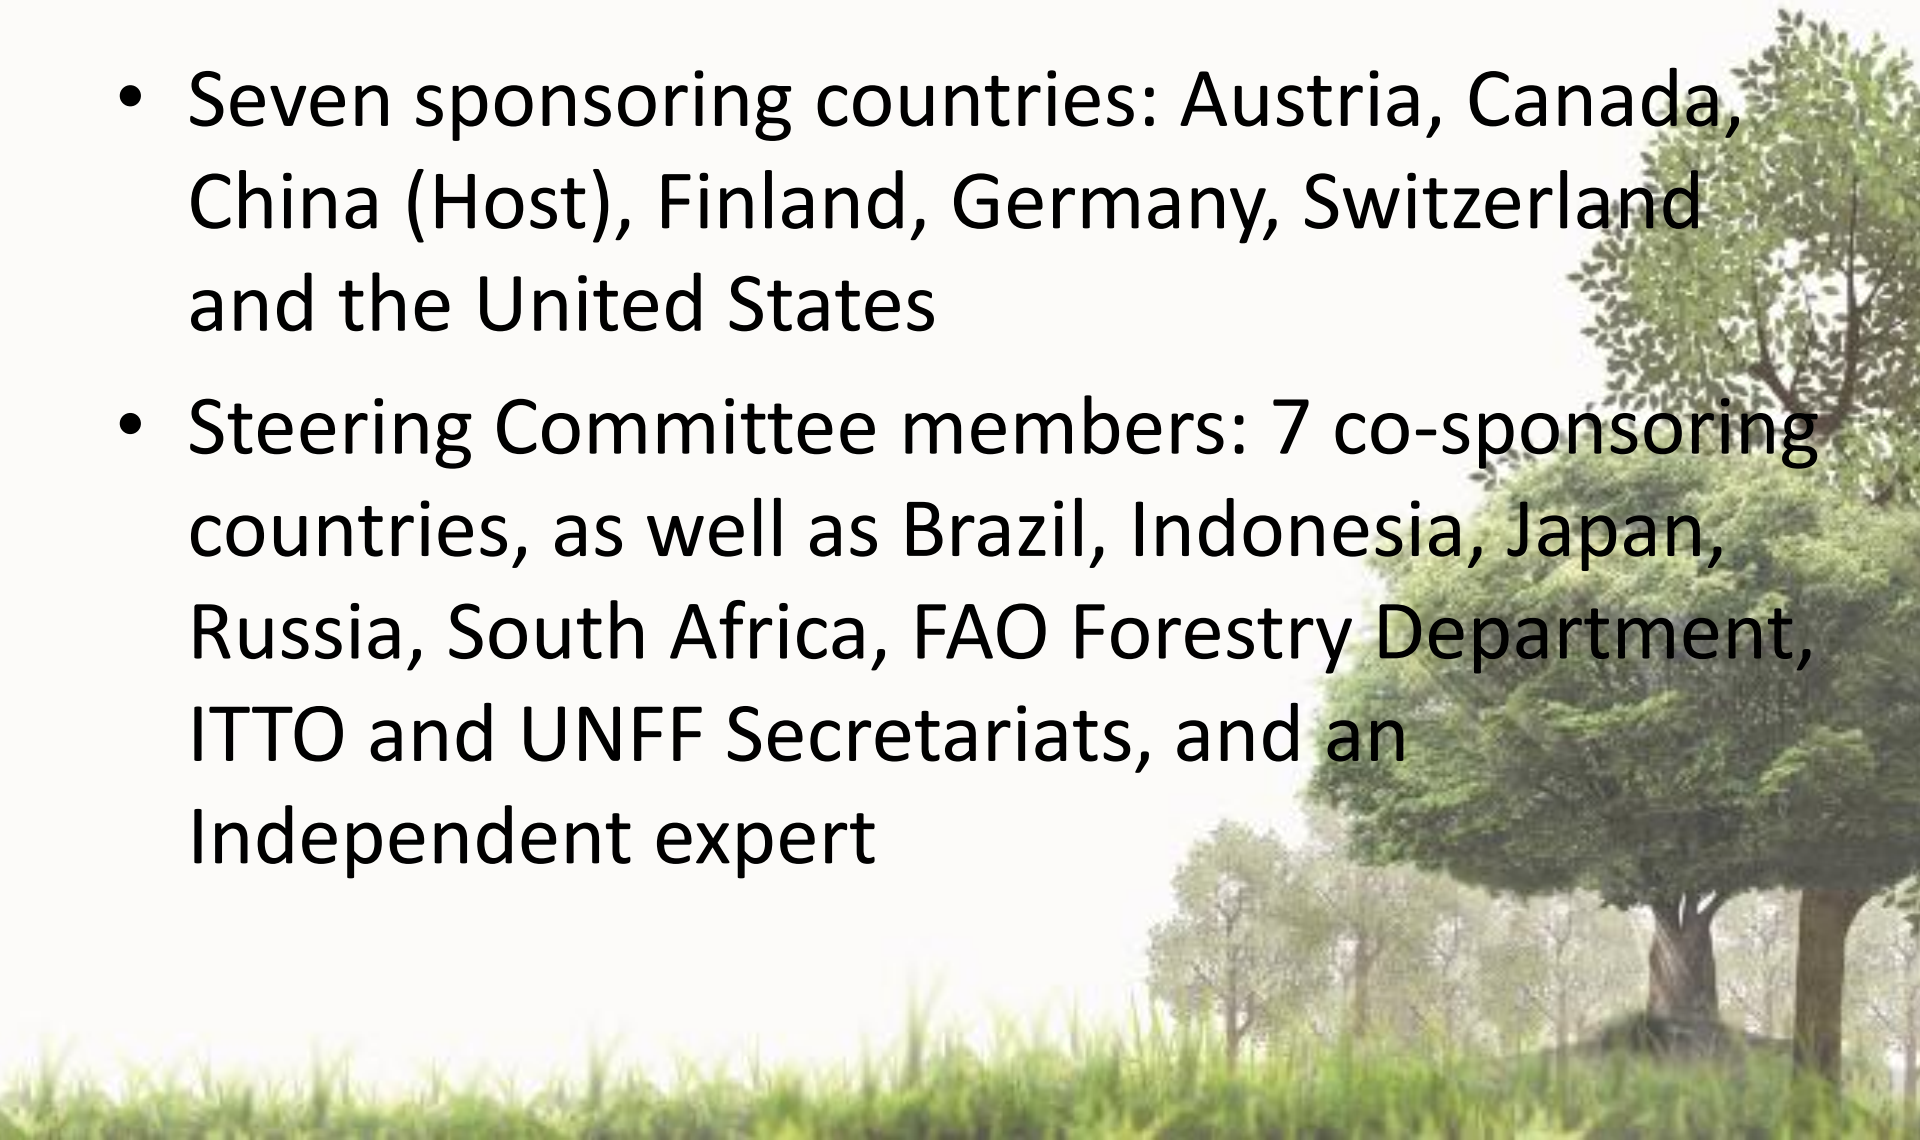 • Seven sponsoring countries: Austria, Canada,
China (Host), Finland, Germany, Switzerland
and the United States
• Steering Committee members: 7 co-sponsoring
countries, as well as Brazil, Indonesia, Japan,
Russia, South Africa, FAO Forestry Department,
ITTO and UNFF Secretariats, and an
Independent expert